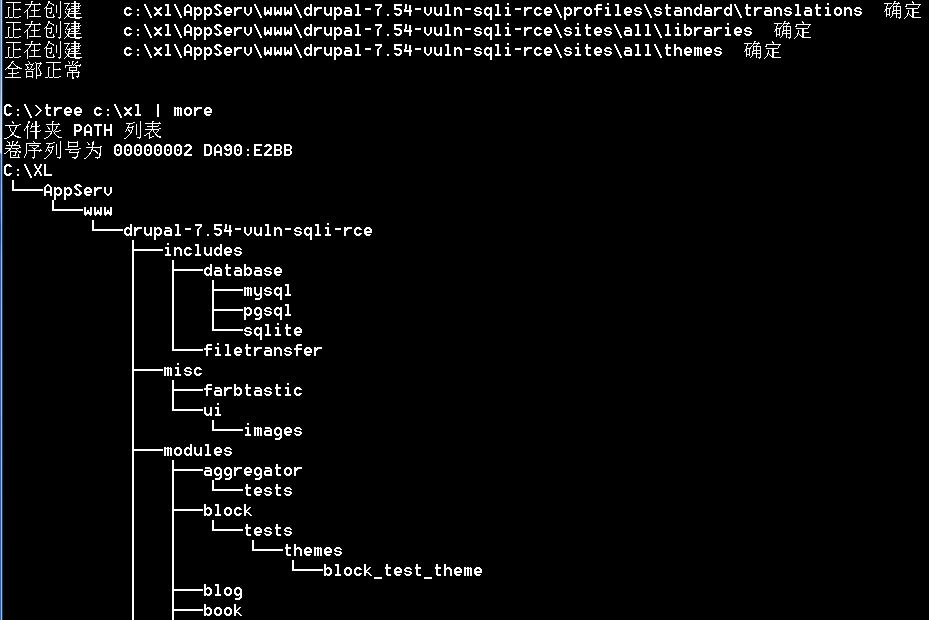 正在创建    c:\xl\AppServ\www\drupal-7.54-vuln-sqli-rce\profiles\standard\translations  确定
正在创建    c:\xl\AppServ\www\drupal-7.54-vuln-sqli-rce\sites\all\libraries  确定
正在创建    c:\xl\AppServ\www\drupal-7.54-vuln-sqli-rce\sites\all\themes  确定
全部正常
C:\>tree c:\xl | more
文件夹 PATH 列表
卷序列号为 00000002 DA90:E2BB
C:\XL
└──AppServ
    └──www
        └──drupal-7.54-vuln-sqli-rce
            ├──includes
            │   ├──database
            │   │   ├──mysql
            │   │   ├──pgsql
            │   │   └──sqlite
            │   └──filetransfer
            ├──misc
            │   ├──farbtastic
            │   └──ui
            │       └──images
            ├──modules
            │   ├──aggregator
            │   │   └──tests
            │   ├──block
            │   │   └──tests
            │   │       └──themes
            │   │           └──block_test_theme
            │   ├──blog
            │   ├──book